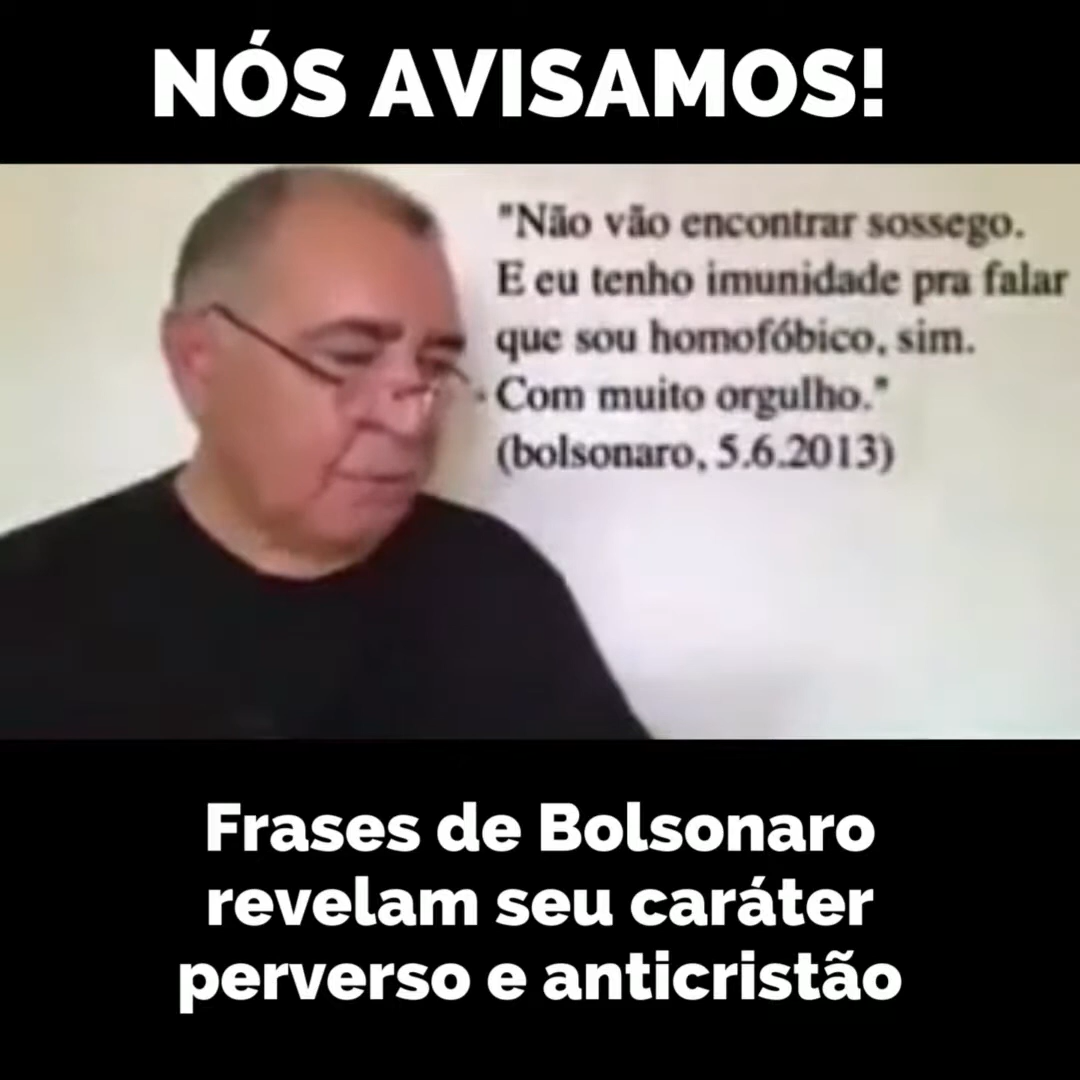 NÓS AVISAMOS!
"Não vão encontrar sossego.
E eu tenho imunidade pra falar
que sou homofóbico, sim.
Com muito orgulho."
(bolsonaro, 5.6.2013)
Frases de Bolsonaro
revelam seu caráter
perverso e anticristão